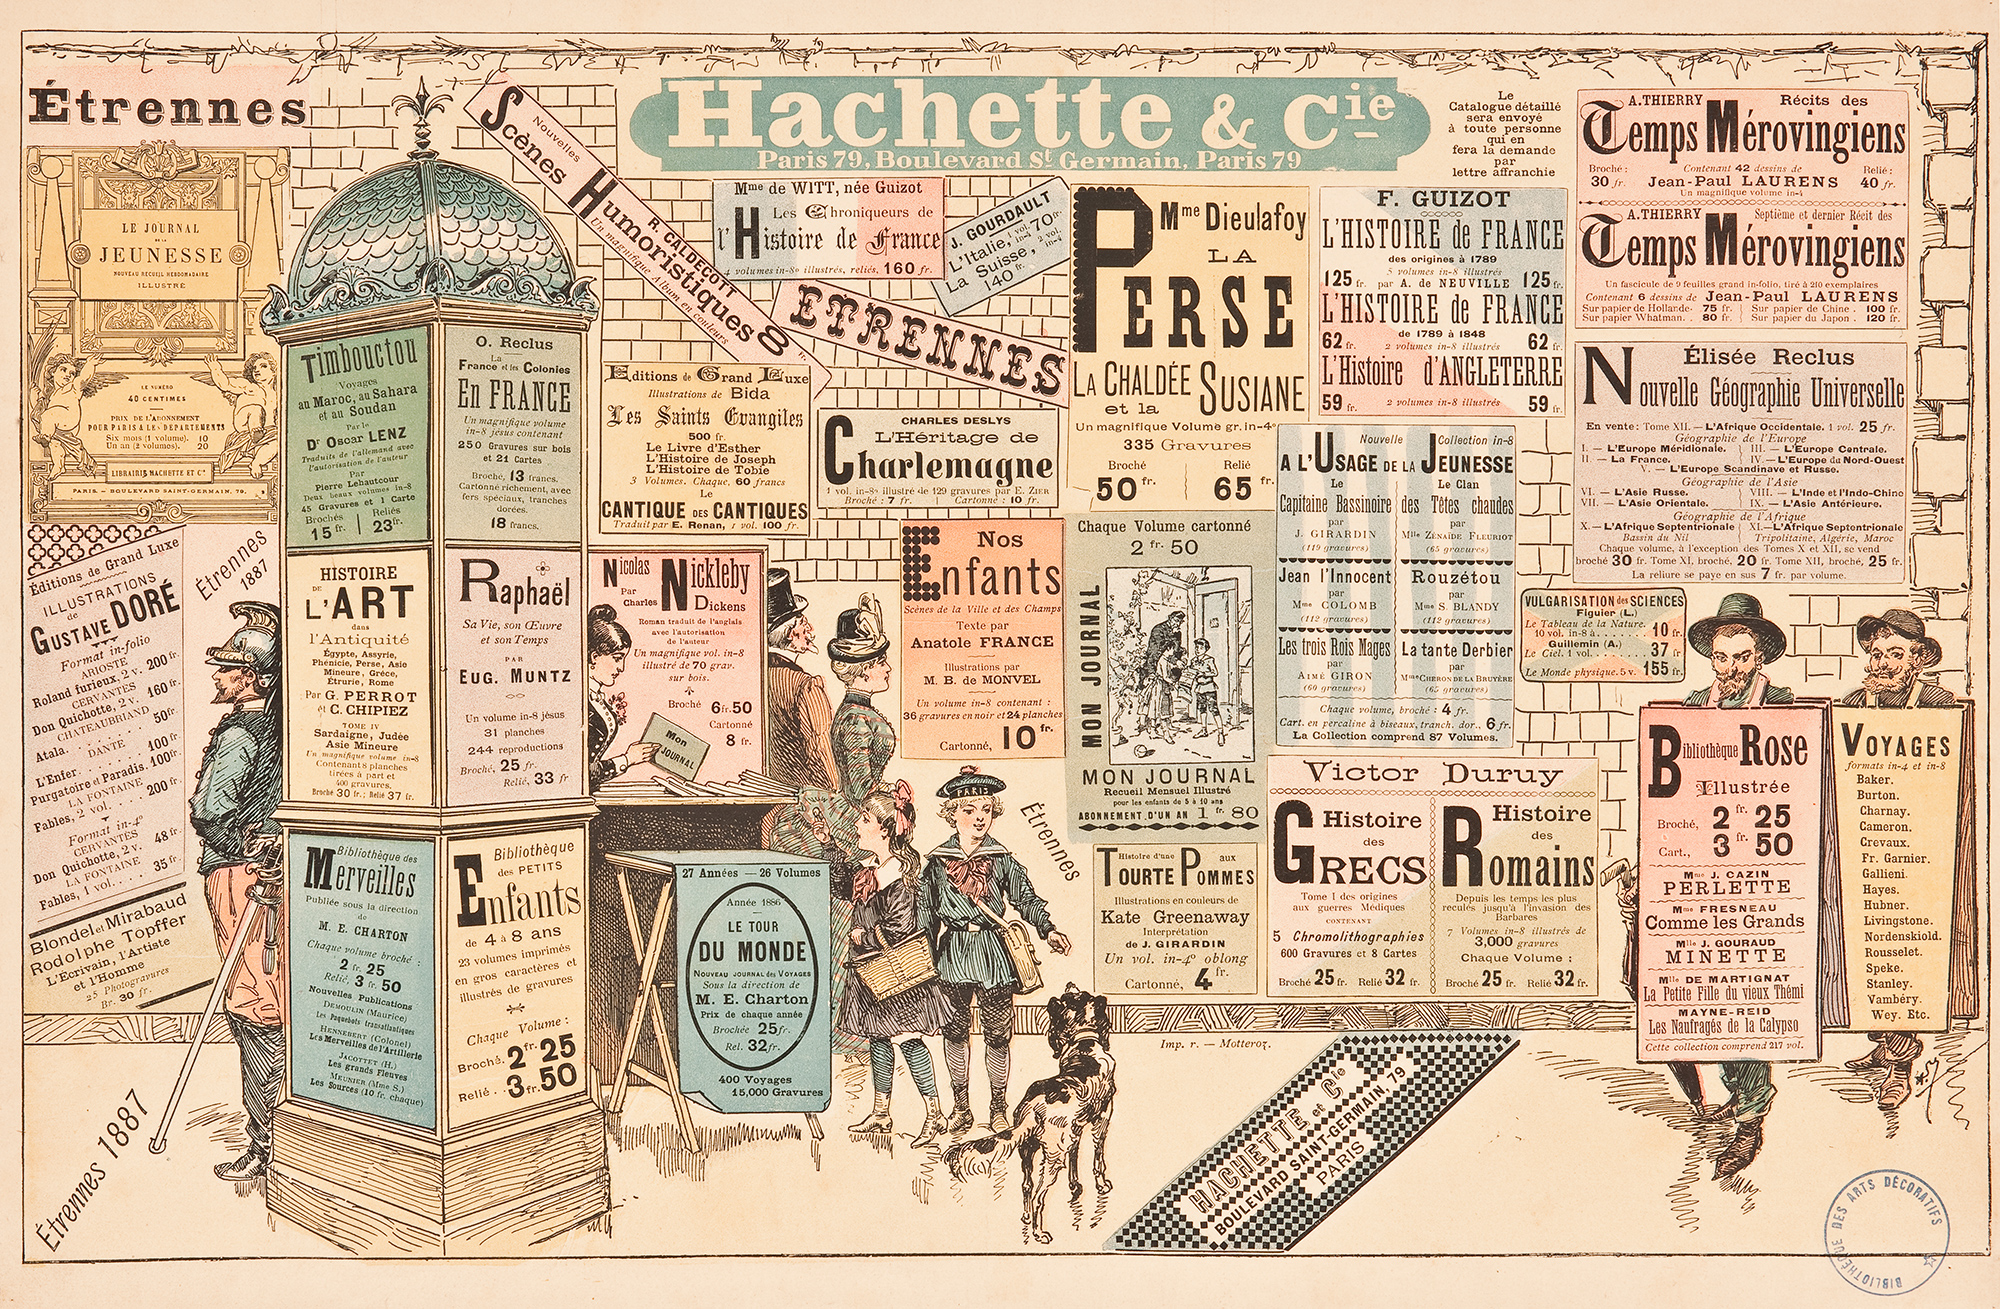 Étrennes
LE JOURNAL
DE LA
JEUNESSE
NOUVEAU RECUEIL HEBDOMADAIRE
ILLUSTRÉ
LE NUMÉRO
40 CENTIMES
PRIX DE L'ABONNEMENT
POUR PARIS & LES DÉPARTEMENTS
Six mois (1 volume). 10
Un an (2 volumes). 20
LIBRAIRIE HACHETTE ET Cie
PARIS. — BOULEVARD SAINT-GERMAIN, 79.
Éditions de Grand Luxe
ILLUSTRATIONS
de
GUSTAVE DORÉ
Format in-folio
ARIOSTE
Roland furieux, 2 v. 200 fr.
CERVANTES
Don Quichotte, 2 v. 160 fr.
CHATEAUBRIAND
Atala. . . . . . . 50 fr.
DANTE
L'Enfer. . . . . . 100 fr.
Purgatoire et Paradis. 100 fr.
LA FONTAINE
Fables, 2 vol. . . . . 200 fr.
Format in-4°
CERVANTES
Don Quichotte, 2 v. 48 fr.
LA FONTAINE
Fables, 1 vol. . . . . 35 fr.
Blondel et Mirabaud
Rodolphe Topffer
L'Ecrivain, l'Artiste
et l'Homme
25 Photogravures
Br. 30 fr.
Étrennes
1887
Étrennes 1887
Timbouctou
Voyages
au Maroc, au Sahara
et au Soudan
Par le
Dr Oscar LENZ
Traduits de l'allemand avec
l'autorisation de l'auteur
Par
Pierre Lehautcour
Deux beaux volumes in-8
45 Gravures et 1 Carte
Brochés | Reliés
15 fr. | 23 fr.
O. Reclus
La
France et les Colonies
En FRANCE
Un magnifique volume
in-8 jésus contenant
250 Gravures sur bois
et 21 Cartes
Broché, 13 francs.
Cartonné richement, avec
fers spéciaux, tranches
dorées.
18 francs.
HISTOIRE
DE
L'ART
dans
l'Antiquité
Égypte, Assyrie,
Phénicie, Perse, Asie
Mineure, Grèce,
Étrurie, Rome
Par G. PERROT
et C. CHIPIEZ
TOME IV
Sardaigne, Judée
Asie Mineure
Un magnifique volume in-8
Contenant 8 planches
tirées à part et
400 gravures.
Broché 30 fr.; Relié 37 fr.
Raphaël
Sa Vie, son Œuvre
et son Temps
PAR
EUG. MUNTZ
Un volume in-8 jésus
31 planches
244 reproductions
Broché, 25 fr.
Relié, 33 fr
Bibliothèque des
Merveilles
Publiée sous la direction
de
M. E. CHARTON
Chaque volume broché :
2 fr. 25
Relié, 3 fr. 50
Nouvelles Publications
DEMOULIN (Maurice)
Les Paquebots transatlantiques
HENNEBERT (Colonel)
Les Merveilles de l'Artillerie
JACOTTET (H.)
Les grands Fleuves
MEUNIER (Mme S.)
Les Sources (10 fr. chaque)
Bibliothèque
des PETITS
Enfants
de 4 à 8 ans
23 volumes imprimés
en gros caractères et
illustrés de gravures
Chaque Volume :
Broché. 2 fr. 25
Relié . . 3 fr. 50
Nouvelles
Scènes Humoristiques 8 fr.
R. CALDECOTT
Un magnifique Album en couleurs
Hachette & Cie
Paris 79, Boulevard St Germain, Paris 79
Le
Catalogue détaillé
sera envoyé
à toute personne
qui en
fera la demande
par
lettre affranchie
Mme de WITT, née Guizot
Les Chroniqueurs de
l'Histoire de France
4 volumes in-8° illustrés, reliés. 160 fr.
J. GOURDAULT
L'Italie, 1 vol. in-4 70 fr.
La Suisse, 2 vol. in-4
140 fr.
ETRENNES
Editions de Grand Luxe
Illustrations de Bida
Les Saints Evangiles
500 fr.
Le Livre d'Esther
L'Histoire de Joseph
L'Histoire de Tobie
3 Volumes. Chaque, 60 francs
Le
CANTIQUE DES CANTIQUES
Traduit par E. Renan, 1 vol. 100 fr.
CHARLES DESLYS
L'Héritage de
Charlemagne
1 vol. in-8° illustré de 129 gravures par E. ZIER
Broché : 7 fr. | Cartonné : 10 fr.
Mme Dieulafoy
LA
PERSE
LA CHALDÉE
et la
SUSIANE
Un magnifique Volume gr. in-4°
335 Gravures
Broché Relié
50 fr. 65 fr.
F. GUIZOT
L'HISTOIRE de FRANCE
des origines à 1789
5 volumes in-8 illustrés
125 fr. par A. de NEUVILLE 125 fr.
L'HISTOIRE de FRANCE
de 1789 à 1848
62 fr. 2 volumes in-8 illustrés 62 fr.
L'Histoire d'ANGLETERRE
59 fr. 2 volumes in-8 illustrés 59 fr.
A. THIERRY Récits des
Temps Mérovingiens
Broché : Contenant 42 dessins de Relié :
30 fr. Jean-Paul LAURENS 40 fr.
Un magnifique volume in-4
A. THIERRY Septième et dernier Récit des
Temps Mérovingiens
Un fascicule de 9 feuilles grand in-folio, tiré à 210 exemplaires
Contenant 6 dessins de Jean-Paul LAURENS
Sur papier de Hollande. 75 fr. | Sur papier de Chine . 100 fr.
Sur papier Whatman. . 80 fr. | Sur papier du Japon . 120 fr.
Élisée Reclus
Nouvelle Géographie Universelle
En vente : Tome XII. — L'Afrique Occidentale. 1 vol. 25 fr.
Géographie de l'Europe
I. — L'Europe Méridionale. | III. — L'Europe Centrale.
II. — La France. | IV. — L'Europe du Nord-Ouest
V. — L'Europe Scandinave et Russe.
Géographie de l'Asie
VI. — L'Asie Russe. | VIII. — L'Inde et l'Indo-Chine
VII. — L'Asie Orientale. | IX. — L'Asie Antérieure.
Géographie de l'Afrique
X. — L'Afrique Septentrionale | XI. — L'Afrique Septentrionale
Bassin du Nil | Tripolitaine, Algérie, Maroc
Chaque volume, à l'exception des Tomes X et XII, se vend
broché 30 fr. Tome XI, broché, 20 fr. Tome XII, broché, 25 fr.
La reliure se paye en sus 7 fr. par volume.
Nicolas Nickleby
Par
Charles Dickens
Roman traduit de l'anglais
avec l'autorisation
de l'auteur
Un magnifique vol. in-8
illustré de 70 grav.
sur bois.
Broché 6 fr. 50
Cartonné
8 fr.
Mon
JOURNAL
Nos
Enfants
Scènes de la Ville et des Champs
Texte par
Anatole FRANCE
Illustrations par
M. B. de MONVEL
Un volume in-8 contenant :
36 gravures en noir et 24 planches
Cartonné, 10 fr.
Chaque Volume cartonné
2 fr. 50
MON JOURNAL
MON JOURNAL
Recueil Mensuel Illustré
pour les enfants de 5 à 10 ans
ABONNEMENT, D'UN AN 1 fr. 80
Nouvelle Collection in-8
A L'USAGE DE LA JEUNESSE
Le
Capitaine Bassinoire
par
J. GIRARDIN
(119 gravures)
Le Clan
des Têtes chaudes
par
Mlle ZÉNAÏDE FLEURIOT
(65 gravures)
Jean l'Innocent
par
Mme COLOMB
(112 gravures)
Rouzétou
par
Mme S. BLANDY
(112 gravures)
Les trois Rois Mages
par
AIMÉ GIRON
(60 gravures)
La tante Derbier
par
Mme CHERON DE LA BRUYÈRE
(65 gravures)
Chaque volume, broché : 4 fr.
Cart. en percaline à biseaux, tranch. dor.. 6 fr.
La Collection comprend 87 Volumes.
VULGARISATION des SCIENCES
Figuier (L.)
Le Tableau de la Nature.
10 vol. in-8 à. . . . . . . 10 fr.
Guillemin (A.)
Le Ciel. 1 vol. . . . . . 37 fr
Le Monde physique. 5 v. 155 fr.
27 Années — 26 Volumes
Année 1886
LE TOUR
DU MONDE
NOUVEAU JOURNAL des VOYAGES
Sous la direction de
M. E. Charton
Prix de chaque année
Brochée 25 fr.
Rel. 32 fr.
400 Voyages
15,000 Gravures
PARIS
Étrennes
Histoire d'une aux
TOURTE POMMES
Illustrations en couleurs de
Kate Greenaway
Interprétation
de J. GIRARDIN
Un vol. in-4° oblong
Cartonné, 4 fr.
Victor Duruy
Histoire
des
GRECS
Tome I des origines
aux guerres Médiques
CONTENANT
5 Chromolithographies
600 Gravures et 8 Cartes
Broché 25 fr. Relié 32 fr.
Histoire
des
Romains
Depuis les temps les plus
reculés jusqu'à l'invasion des
Barbares
7 Volumes in-8 illustrés de
3,000 gravures
Chaque Volume :
Broché 25 fr. Relié 32 fr.
Bibliothèque Rose
Illustrée
Broché, 2 fr. 25
Cart., 3 fr. 50
Mme J. CAZIN
PERLETTE
Mme FRESNEAU
Comme les Grands
Mlle J. GOURAUD
MINETTE
Mlle DE MARTIGNAT
La Petite Fille du vieux Thémi
MAYNE-REID
Les Naufragés de la Calypso
Cette collection comprend 217 vol.
VOYAGES
formats in-4 et in-8
Baker.
Burton.
Charnay.
Cameron.
Crevaux.
Fr. Garnier.
Gallieni.
Hayes.
Hubner.
Livingstone.
Nordenskiold.
Rousselet.
Speke.
Stanley.
Vambéry.
Wey. Etc.
Imp. r. — Motteroz.
HACHETTE et Cie
BOULEVARD SAINT-GERMAIN, 79
PARIS
BIBLIOTHÈQUE DES ARTS DÉCORATIFS